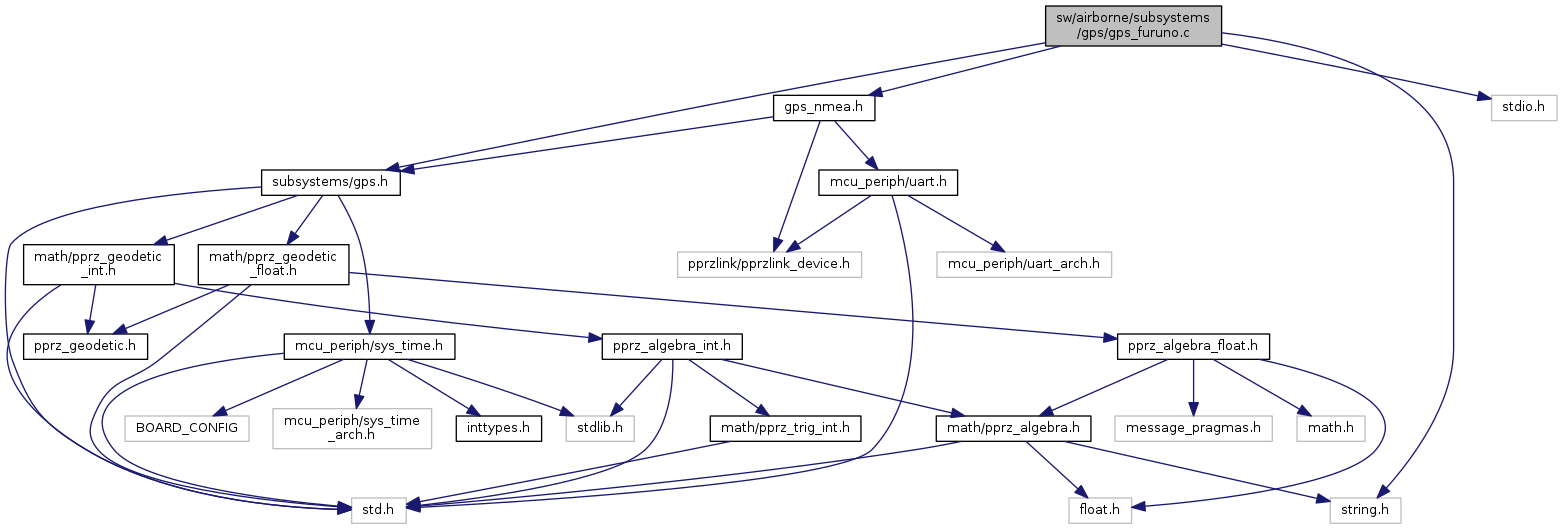 sw/airborne/subsystems
/gps/gps_furuno.c
gps_nmea.h
stdio.h
subsystems/gps.h
mcu_periph/uart.h
math/pprz_geodetic
_int.h
math/pprz_geodetic
_float.h
pprzlink/pprzlink_device.h
mcu_periph/uart_arch.h
pprz_geodetic.h
mcu_periph/sys_time.h
pprz_algebra_int.h
pprz_algebra_float.h
BOARD_CONFIG
mcu_periph/sys_time
_arch.h
inttypes.h
stdlib.h
math/pprz_trig_int.h
math/pprz_algebra.h
message_pragmas.h
math.h
std.h
float.h
string.h